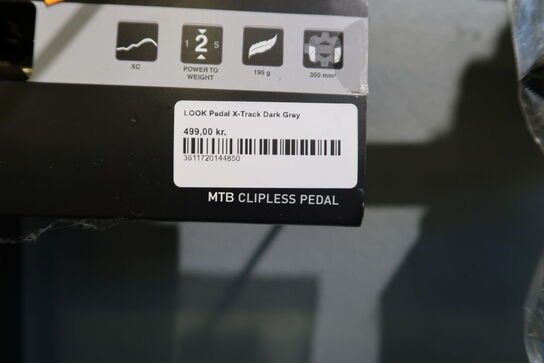 XC
1 2 5
POWER TO
WEIGHT
195 g
350 mm²
LOOK Pedal X-Track Dark Grey
499,00 kr.
3611720144850
MTB CLIPLESS PEDAL